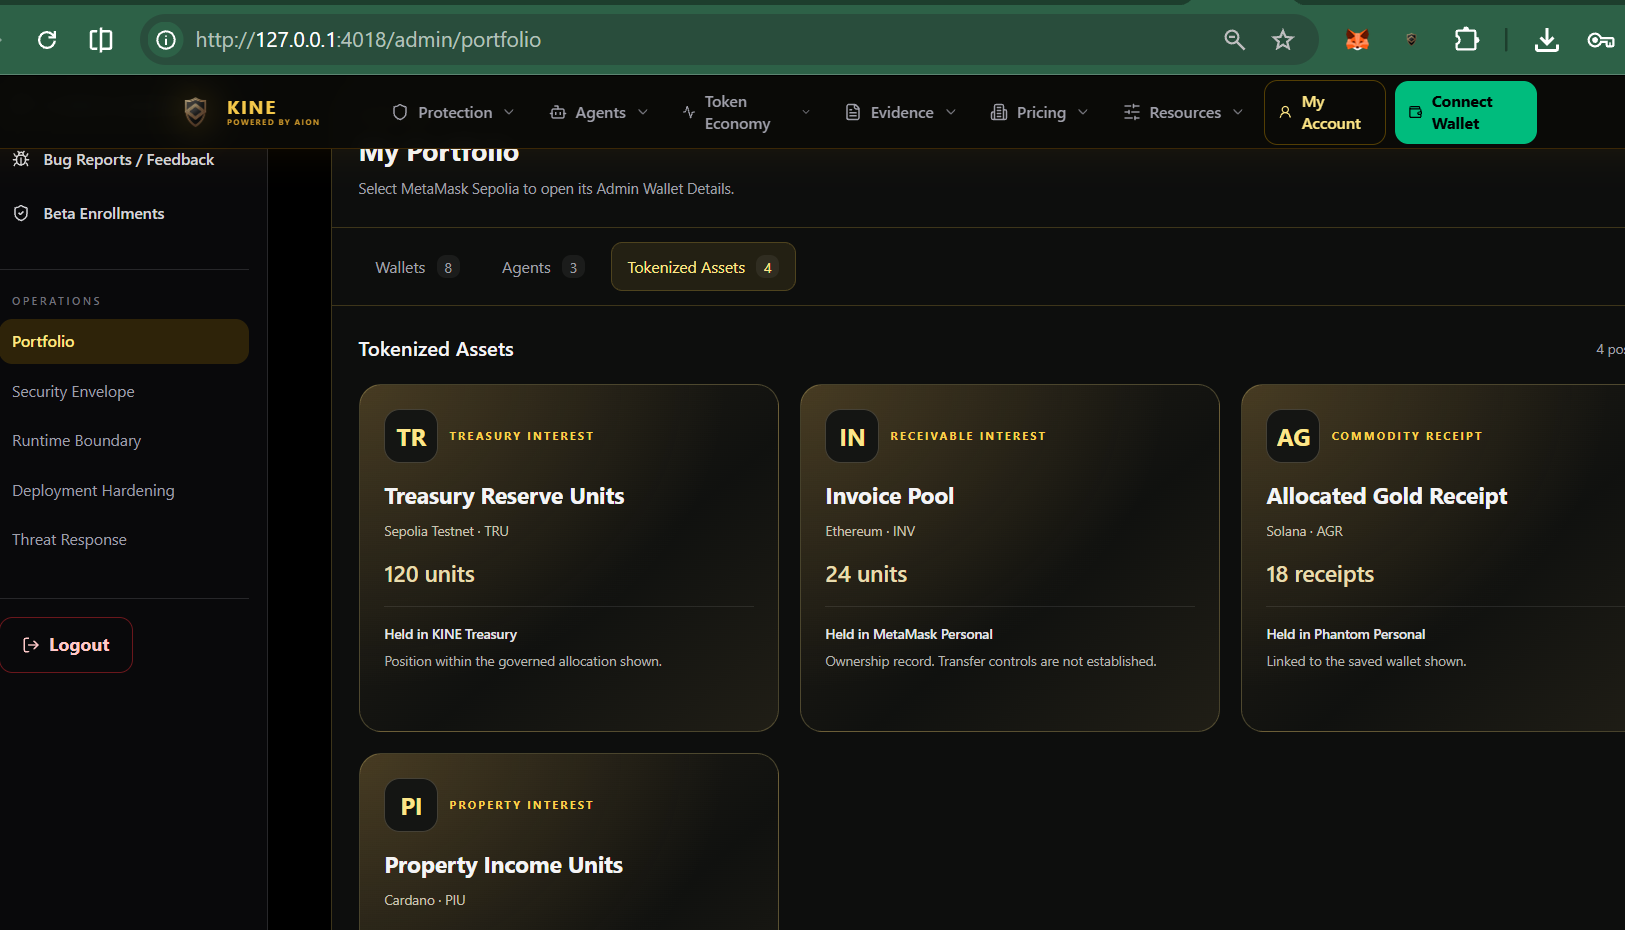 http://127.0.0.1:4018/admin/portfolio
KINE
POWERED BY AION
Protection
Agents
Token
Economy
Evidence
Pricing
Resources
My
Account
Connect
Wallet
Bug Reports / Feedback
Beta Enrollments
OPERATIONS
Portfolio
Security Envelope
Runtime Boundary
Deployment Hardening
Threat Response
Logout
My Portfolio
Select MetaMask Sepolia to open its Admin Wallet Details.
Wallets 8
Agents 3
Tokenized Assets 4
Tokenized Assets
4 pos
TR TREASURY INTEREST
Treasury Reserve Units
Sepolia Testnet · TRU
120 units
Held in KINE Treasury
Position within the governed allocation shown.
IN RECEIVABLE INTEREST
Invoice Pool
Ethereum · INV
24 units
Held in MetaMask Personal
Ownership record. Transfer controls are not established.
AG COMMODITY RECEIPT
Allocated Gold Receipt
Solana · AGR
18 receipts
Held in Phantom Personal
Linked to the saved wallet shown.
PI PROPERTY INTEREST
Property Income Units
Cardano · PIU